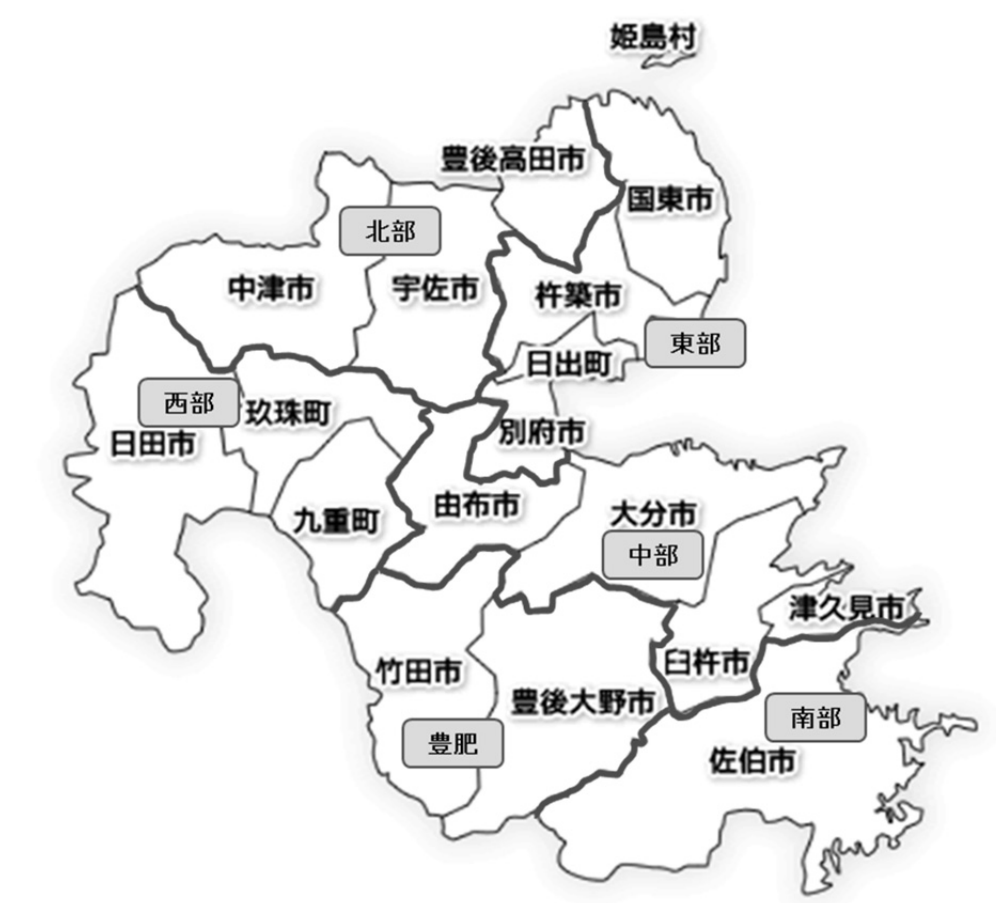 姫島村
豊後高田市
国東市
北部
中津市
宇佐市
杵築市
東部
日出町
西部
玖珠町
日田市
別府市
九重町
由布市
大分市
中部
津久見市
臼杵市
竹田市
豊後大野市
南部
豊肥
佐伯市